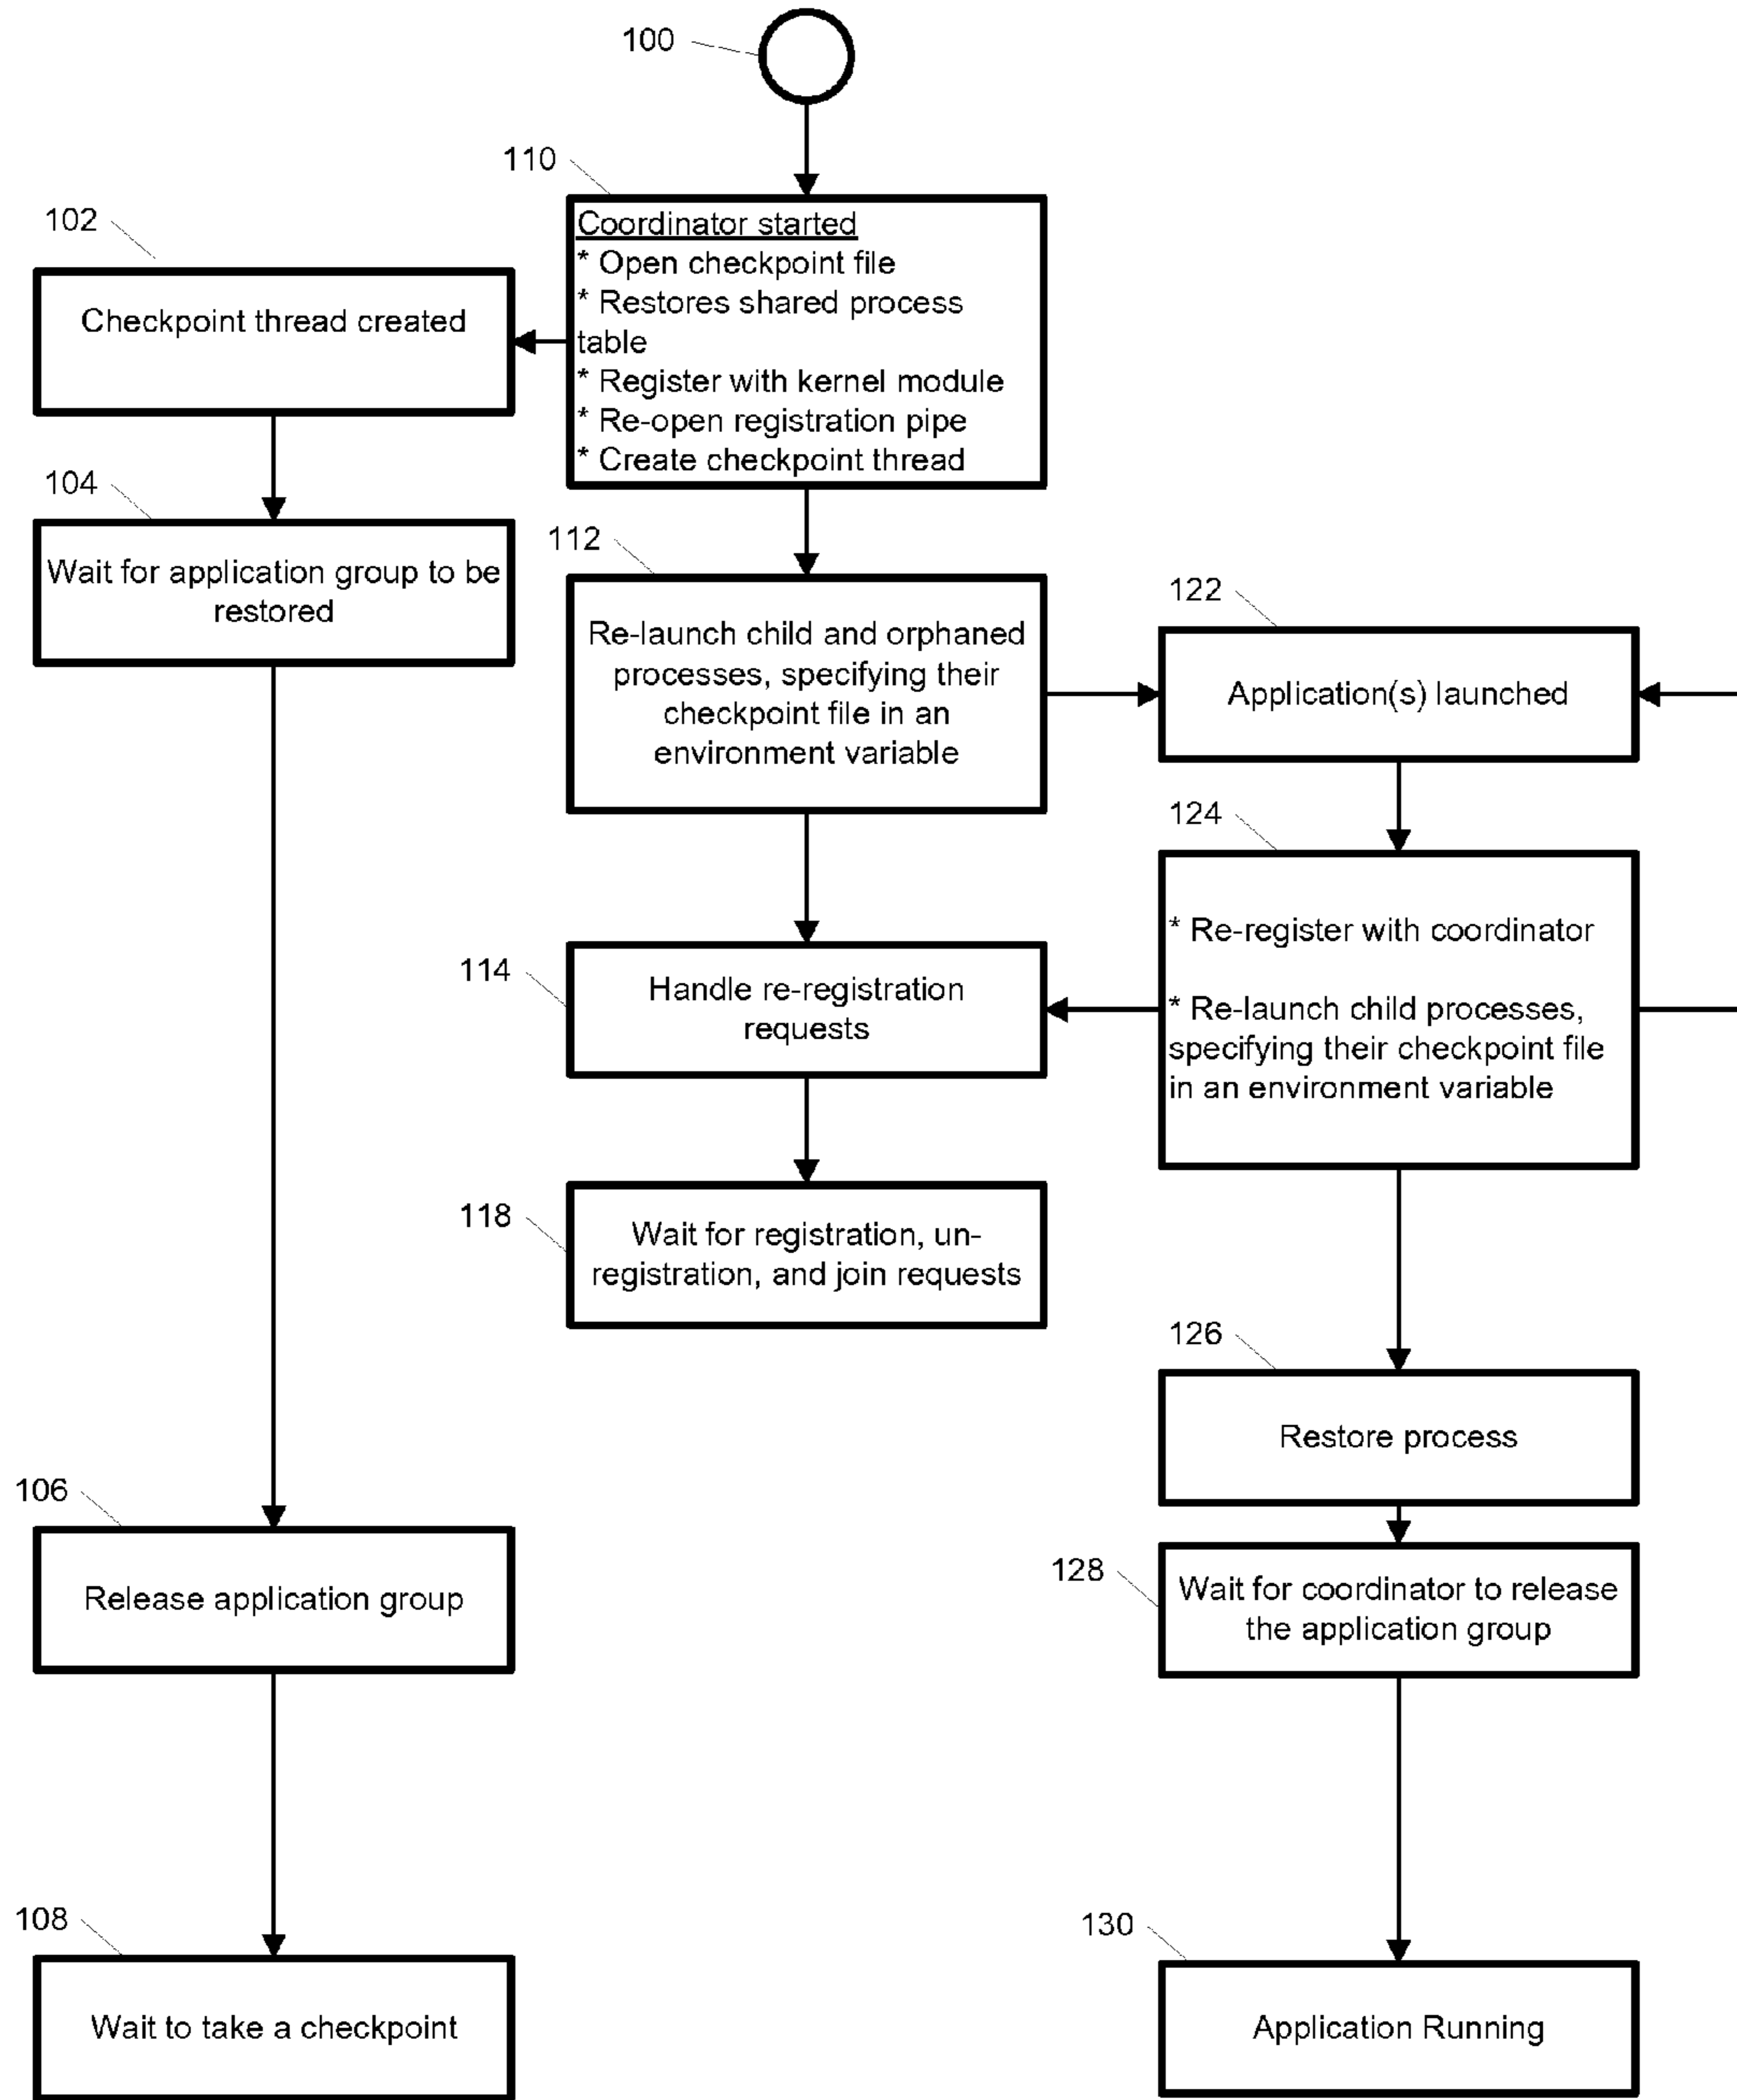 100
110
Coordinator started
* Open checkpoint file
* Restores shared process
table
* Register with kernel module
* Re-open registration pipe
* Create checkpoint thread
102
Checkpoint thread created
104
Wait for application group to be
restored
112
Re-launch child and orphaned
processes, specifying their
checkpoint file in an
environment variable
122
Application(s) launched
124
* Re-register with coordinator
* Re-launch child processes,
specifying their checkpoint file
in an environment variable
114
Handle re-registration
requests
118
Wait for registration, un-
registration, and join requests
126
Restore process
106
Release application group
128
Wait for coordinator to release
the application group
108
Wait to take a checkpoint
130
Application Running